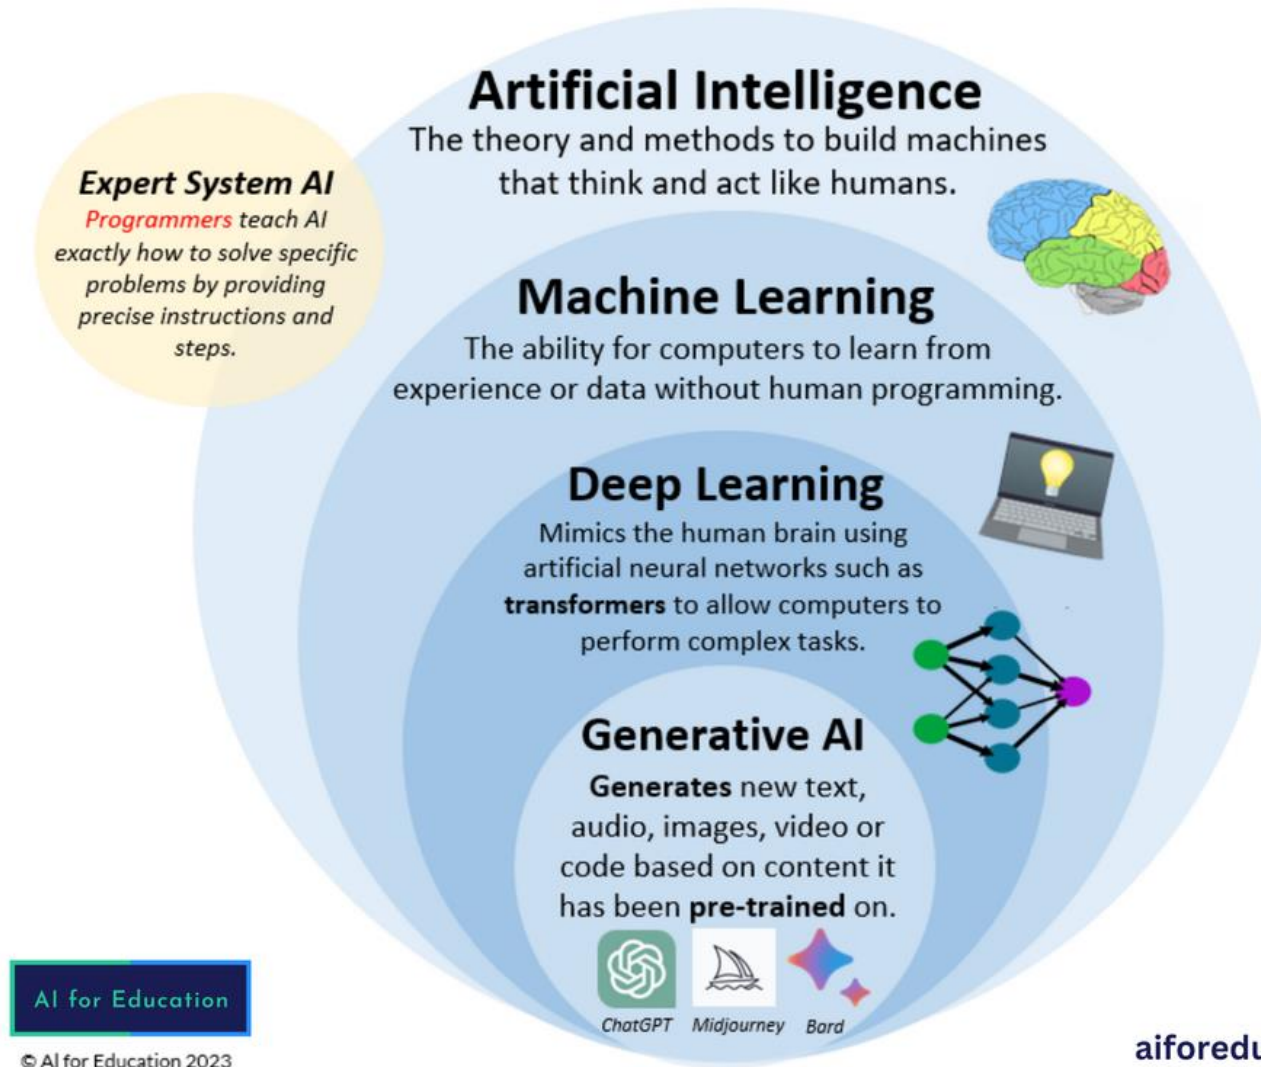 Artificial Intelligence
The theory and methods to build machines
that think and act like humans.
Expert System AI
Programmers teach AI
exactly how to solve specific
problems by providing
precise instructions and
steps.
Machine Learning
The ability for computers to learn from
experience or data without human programming.
Deep Learning
Mimics the human brain using
artificial neural networks such as
transformers to allow computers to
perform complex tasks.
Generative AI
Generates new text,
audio, images, video or
code based on content it
has been pre-trained on.
ChatGPT Midjourney Bard
AI for Education
© AI for Education 2023
aiforedu